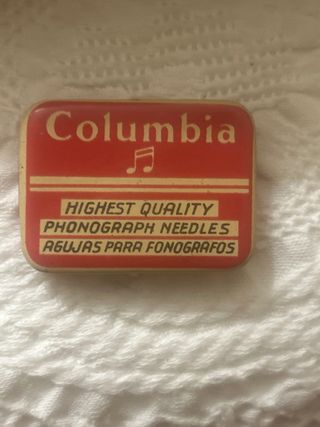 Columbia
HIGHEST QUALITY
PHONOGRAPH NEEDLES
AGUJAS PARA FONOGRAFOS